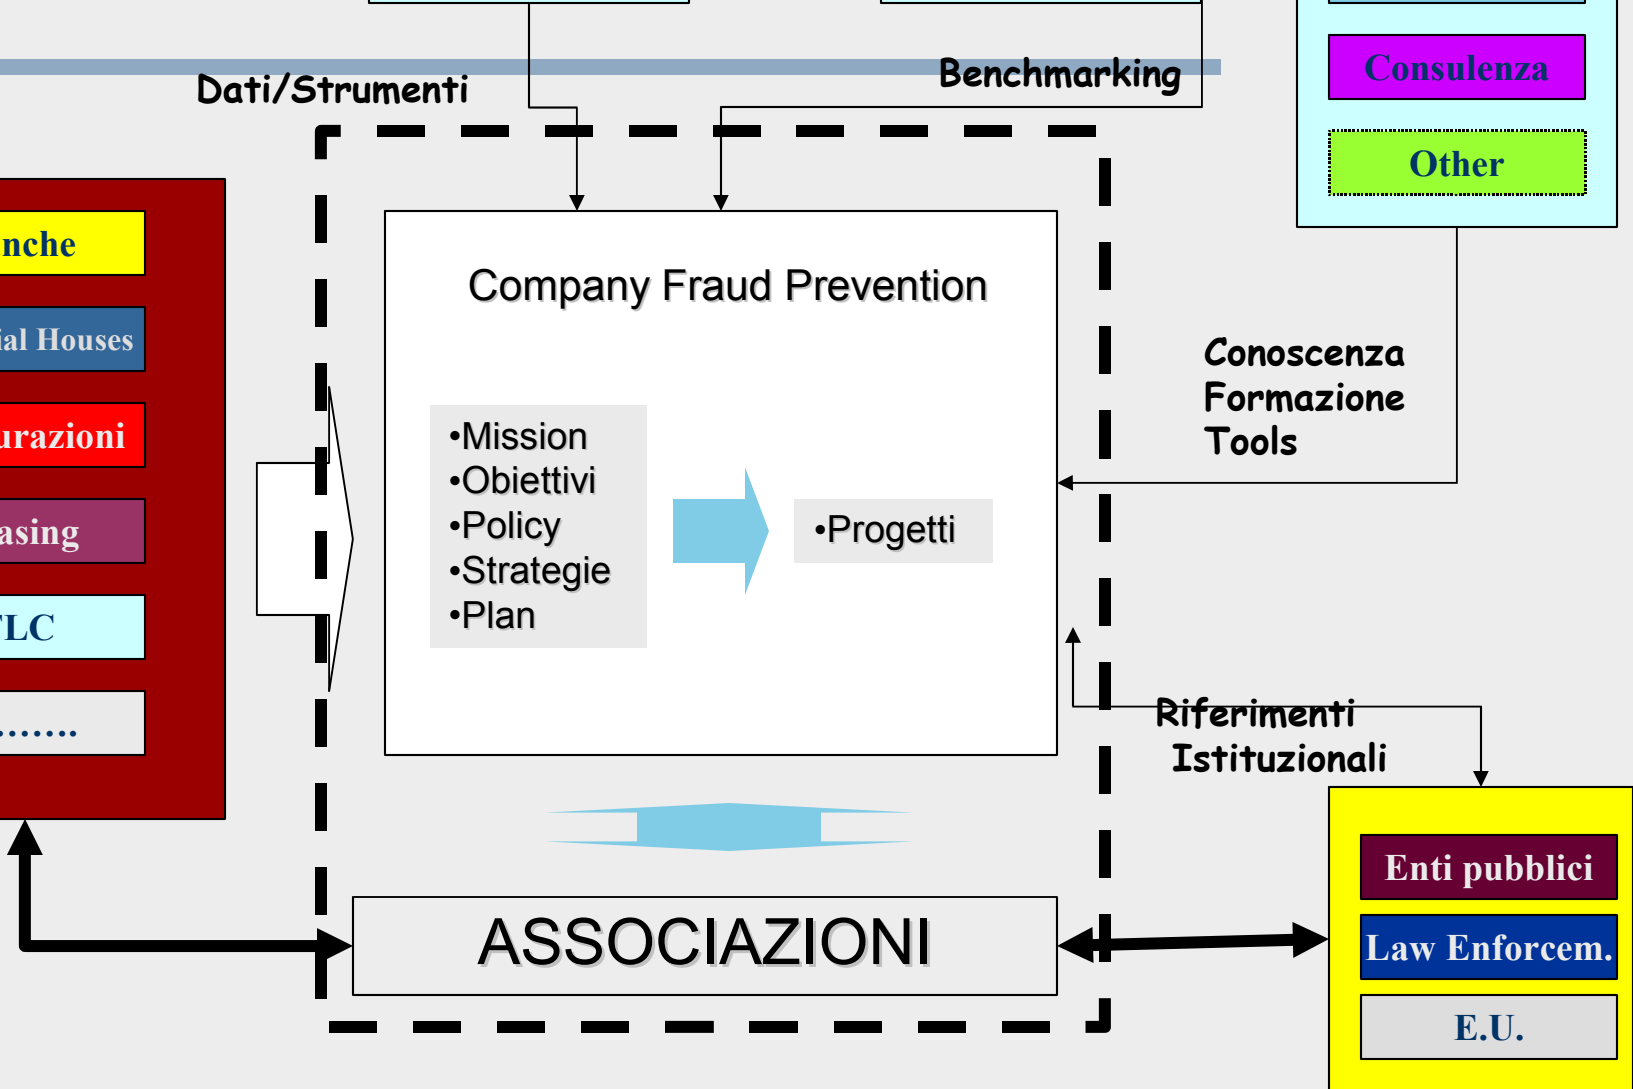 Benchmarking
Dati/Strumenti
Consulenza
Other
nche
ial Houses
urazioni
asing
LC
.......
Company Fraud Prevention
•Mission
•Obiettivi
•Policy
•Strategie
•Plan
•Progetti
Conoscenza
Formazione
Tools
Riferimenti
Istituzionali
ASSOCIAZIONI
Enti pubblici
Law Enforcem.
E.U.